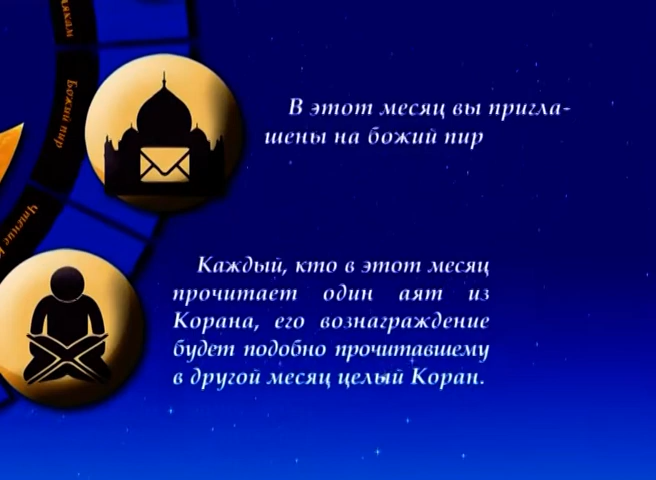 Божий пир
Чтение
В этот месяц вы пригла-
шены на божий пир
Каждый, кто в этот месяц
прочитает один аят из
Корана, его вознаграждение
будет подобно прочитавшему
в другой месяц целый Коран.